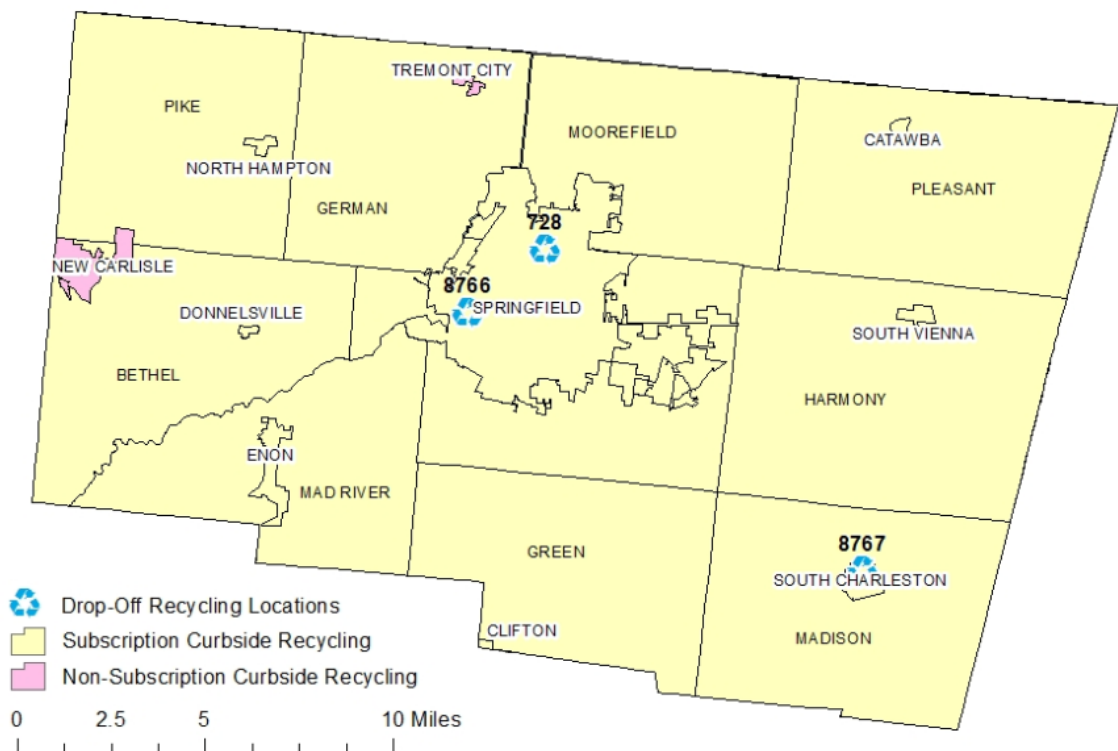 TREMONT CITY
PIKE
MOOREFIELD
CATAWBA
NORTH HAMPTON
PLEASANT
GERMAN
728
NEW CARLISLE
8766
SPRINGFIELD
DONNELSVILLE
SOUTH VIENNA
BETHEL
HARMONY
ENON
MAD RIVER
8767
GREEN
SOUTH CHARLESTON
CLIFTON
MADISON
Drop-Off Recycling Locations
Subscription Curbside Recycling
Non-Subscription Curbside Recycling
0 2.5 5 10 Miles